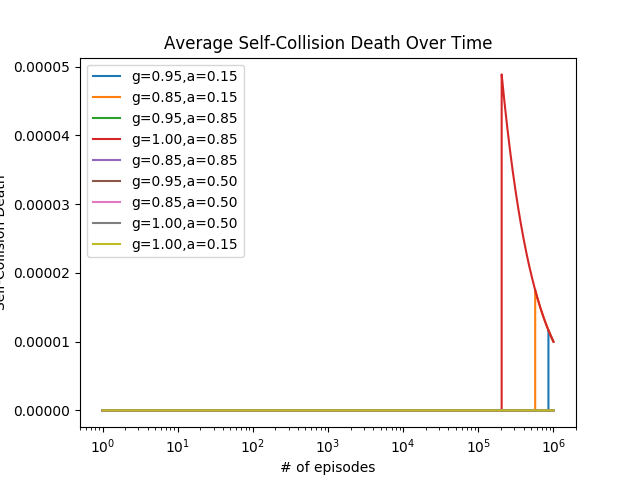 Average Self-Collision Death Over Time
0.00005
0.00004
0.00003
0.00002
0.00001
0.00000
g=0.95,a=0.15
g=0.85,a=0.15
g=0.95,a=0.85
g=1.00,a=0.85
g=0.85,a=0.85
g=0.95,a=0.50
g=0.85,a=0.50
g=1.00,a=0.50
g=1.00,a=0.15
10⁰ 10¹ 10² 10³ 10⁴ 10⁵ 10⁶
# of episodes